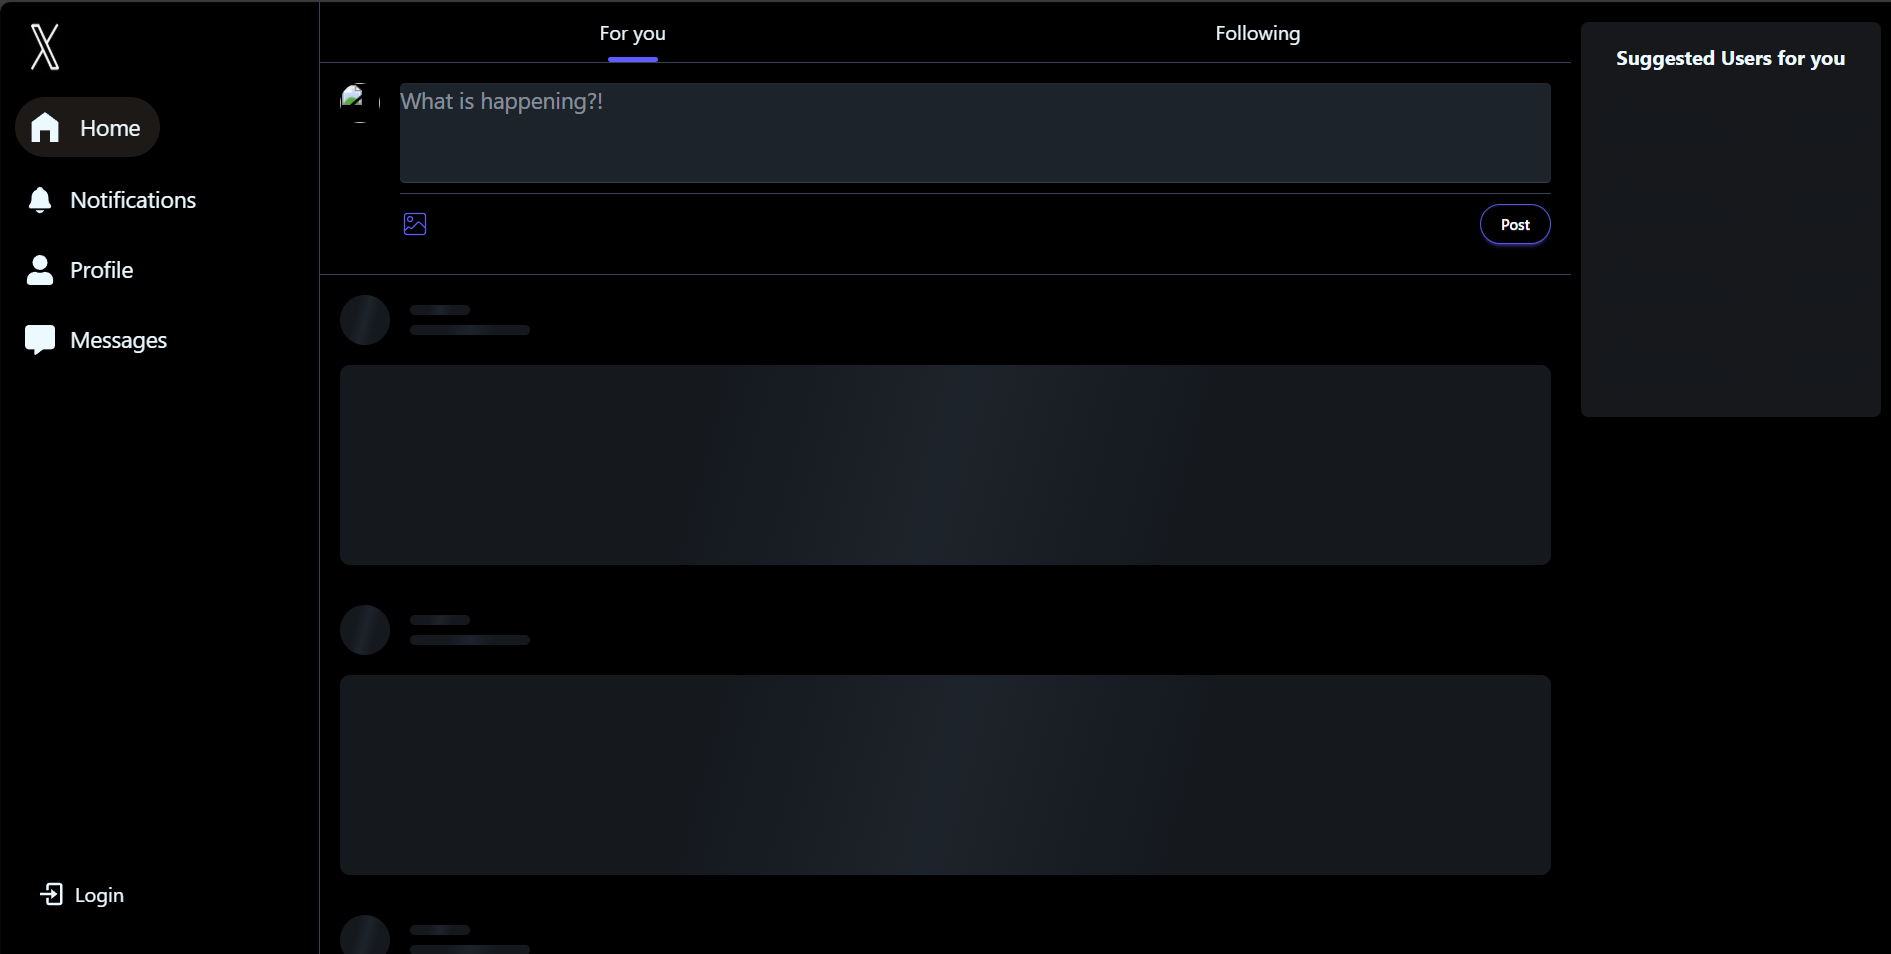 X
Home
Notifications
Profile
Messages
Login
For you
Following
What is happening?!
Post
Suggested Users for you